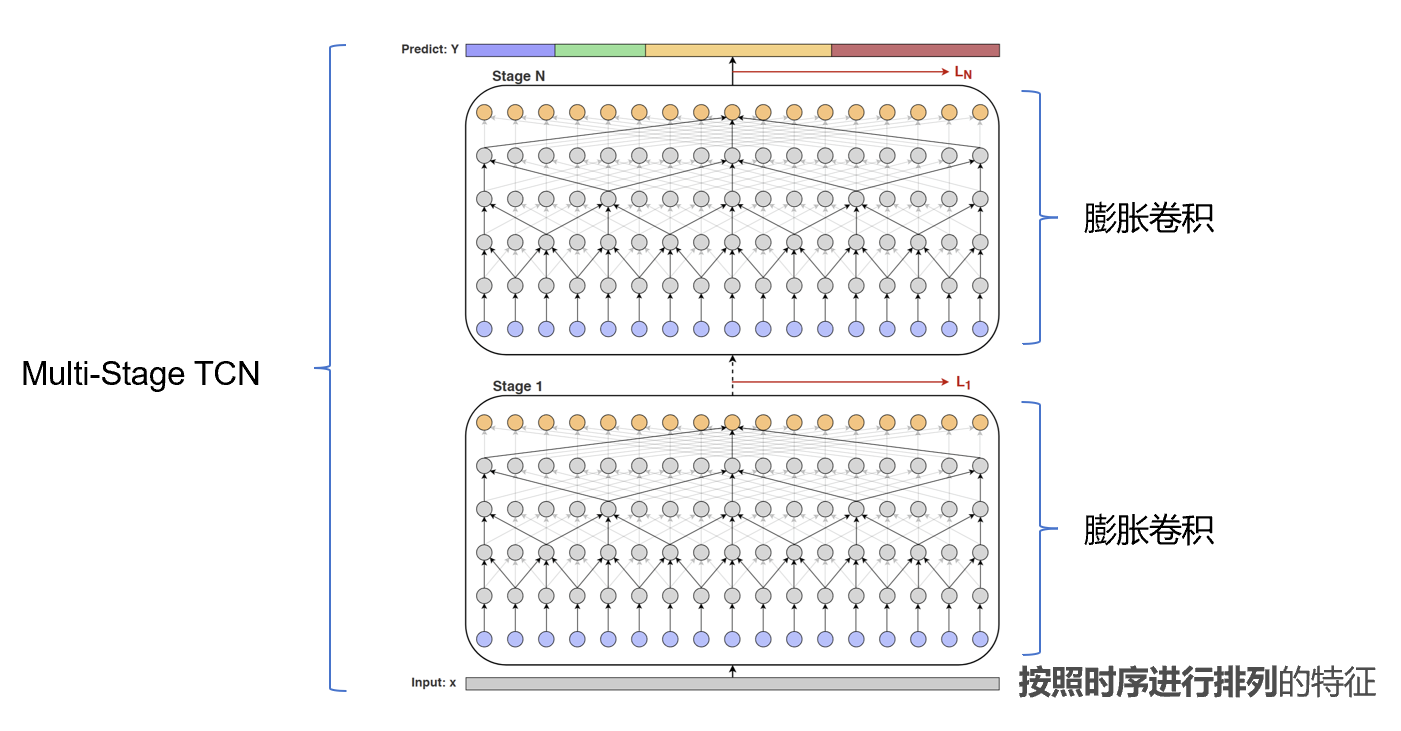 Predict: Y
Stage N
LN
膨胀卷积
Multi-Stage TCN
Stage 1
L1
膨胀卷积
Input: x
按照时序进行排列的特征